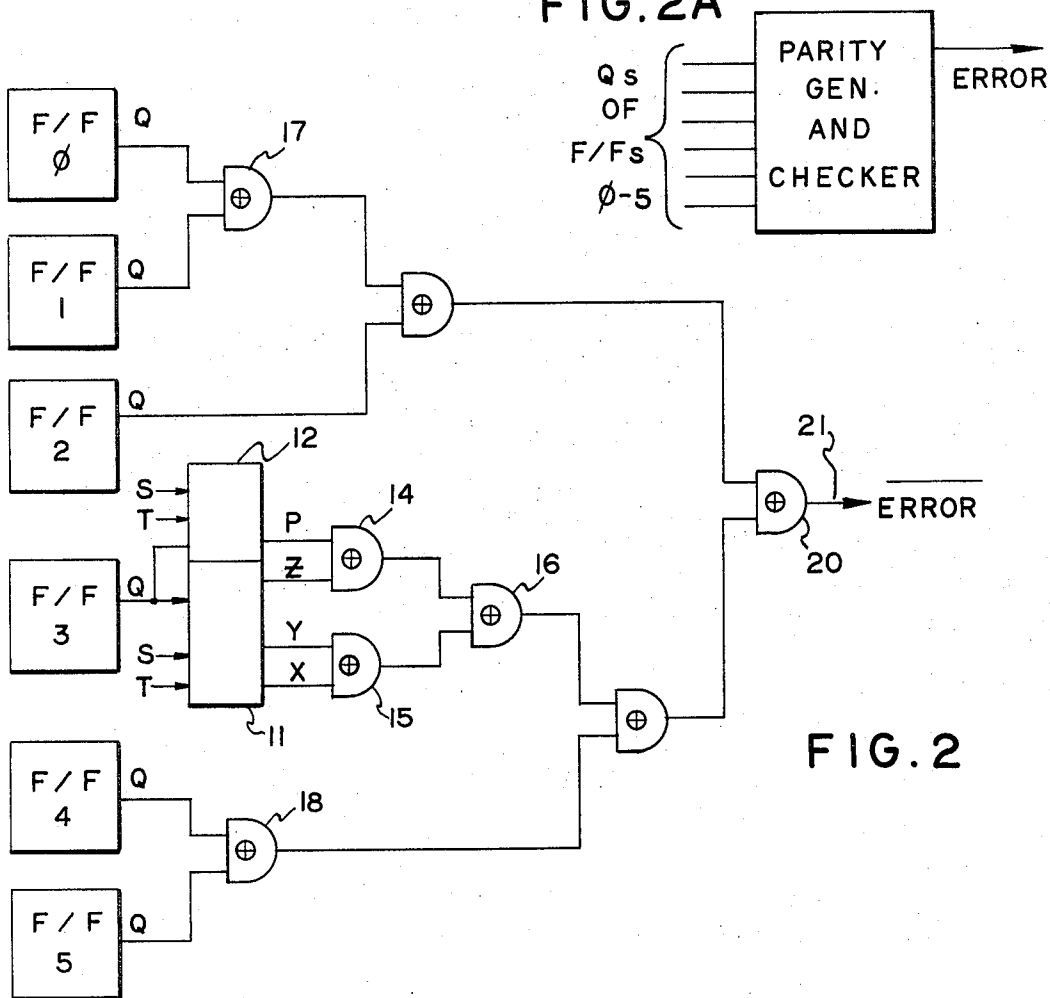 FIG. 2A
Qs
OF
F/Fs
Ø-5
PARITY
GEN.
AND
CHECKER
ERROR
F/F
Ø
Q
17
F/F
1
Q
F/F
2
Q
12
S
T
14
P
Z
F/F
3
Q
16
S
T
Y
X
15
11
21
ERROR
20
F/F
4
Q
18
F/F
5
Q
FIG. 2